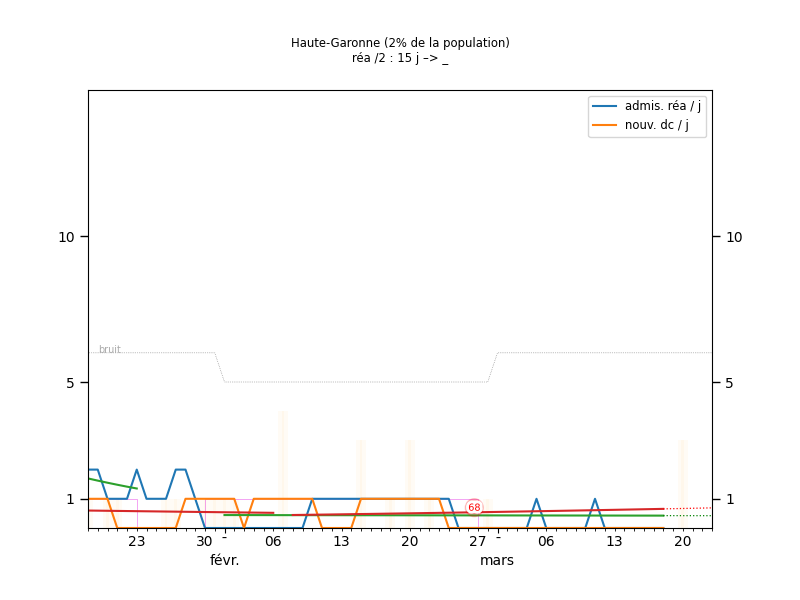 Haute-Garonne (2% de la population)
réa /2 : 15 j –> _
admis. réa / j
nouv. dc / j
10 10
bruit
5 5
1 1
68
23 30 - 06 13 20 27 - 06 13 20
févr. mars